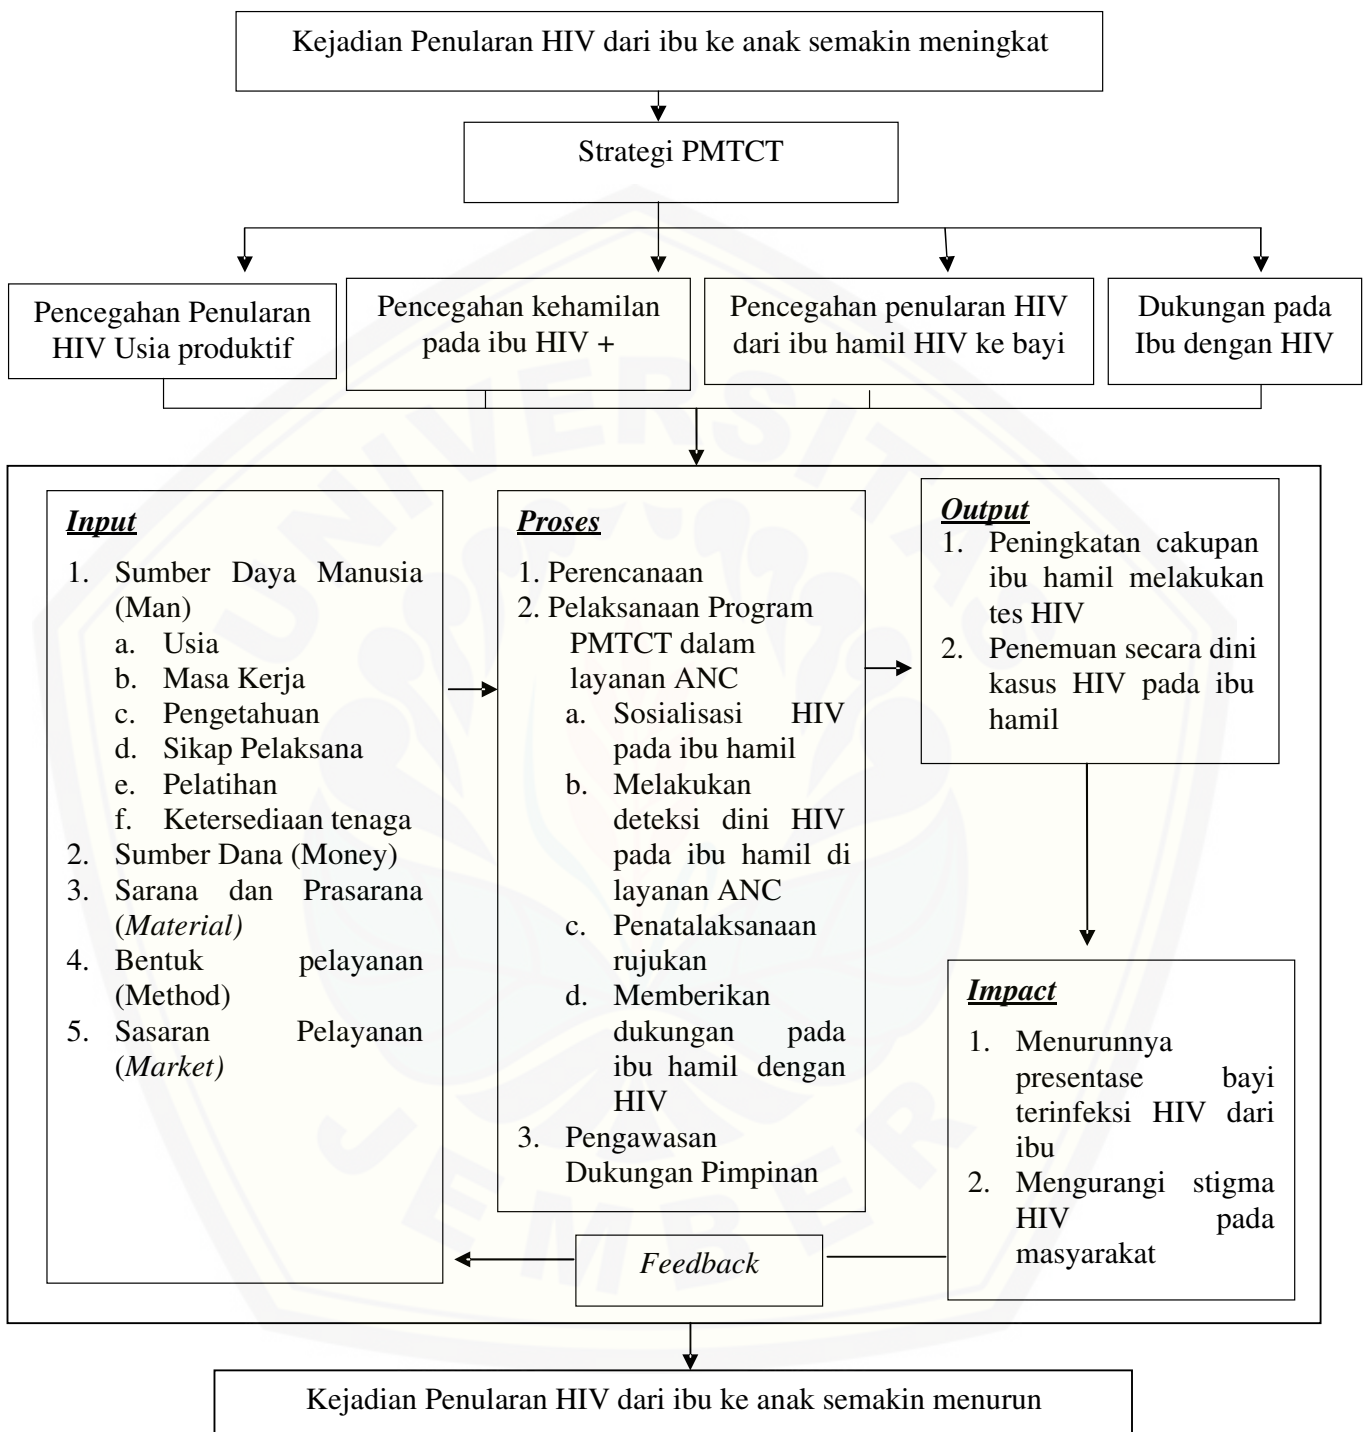 Kejadian Penularan HIV dari ibu ke anak semakin meningkat
Strategi PMTCT
Pencegahan Penularan
HIV Usia produktif
Pencegahan kehamilan
pada ibu HIV +
Pencegahan penularan HIV
dari ibu hamil HIV ke bayi
Dukungan pada
Ibu dengan HIV
Input
1. Sumber Daya Manusia
(Man)
a. Usia
b. Masa Kerja
c. Pengetahuan
d. Sikap Pelaksana
e. Pelatihan
f. Ketersediaan tenaga
2. Sumber Dana (Money)
3. Sarana dan Prasarana
(Material)
4. Bentuk pelayanan
(Method)
5. Sasaran Pelayanan
(Market)
Proses
1. Perencanaan
2. Pelaksanaan Program
PMTCT dalam
layanan ANC
a. Sosialisasi HIV
pada ibu hamil
b. Melakukan
deteksi dini HIV
pada ibu hamil di
layanan ANC
c. Penatalaksanaan
rujukan
d. Memberikan
dukungan pada
ibu hamil dengan
HIV
3. Pengawasan
Dukungan Pimpinan
Output
1. Peningkatan cakupan
ibu hamil melakukan
tes HIV
2. Penemuan secara dini
kasus HIV pada ibu
hamil
Impact
1. Menurunnya
presentase bayi
terinfeksi HIV dari
ibu
2. Mengurangi stigma
HIV pada
masyarakat
Feedback
Kejadian Penularan HIV dari ibu ke anak semakin menurun
UNIVERSITAS
JEMBER